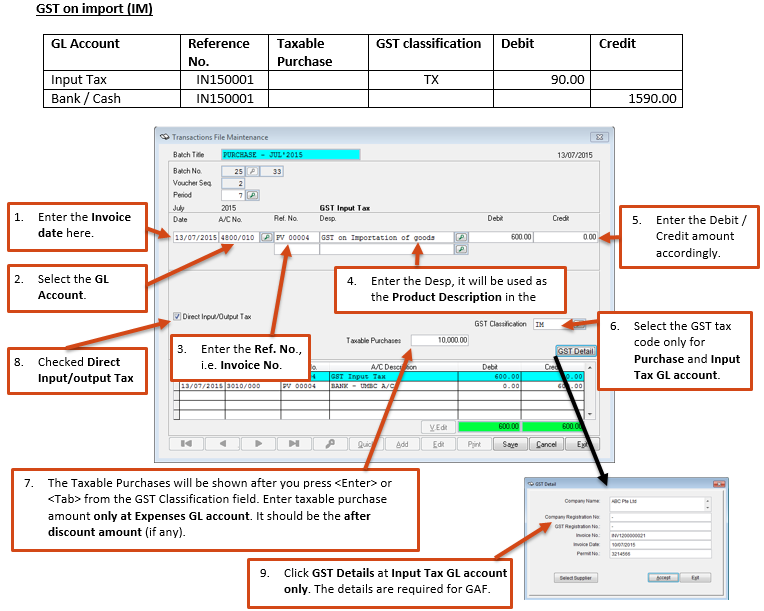 GST on import (IM)
GL Account Reference No. Taxable Purchase GST classification Debit Credit
Input Tax IN150001 TX 90.00
Bank / Cash IN150001 1590.00
Transactions File Maintenance
Batch Title PURCHASE - JUL'2015 13/07/2015
Batch No. 25 33
Voucher Seq. 2
Period 7
July 2015 GST Input Tax
Date A/C No. Ref. No. Desp. Debit Credit
13/07/2015 4800/010 PV 00004 GST on Importation of goods 600.00 0.00
1. Enter the Invoice
date here.
2. Select the GL
Account.
3. Enter the Ref. No.,
i.e. Invoice No.
4. Enter the Desp, it will be used as
the Product Description in the
5. Enter the Debit /
Credit amount
accordingly.
6. Select the GST tax
code only for
Purchase and Input
Tax GL account.
8. Checked Direct
Input/output Tax
Direct Input/Output Tax
GST Classification IM
Taxable Purchases 10,000.00
GST Detail
A/C Description Debit
GST Input Tax 600.00
13/07/2015 3010/000 PV 00004 BANK - UMBC A/C 0.00
V.Edit 600.00 600.00
Quick Add Edit Print Save Cancel Exit
7. The Taxable Purchases will be shown after you press <Enter> or
<Tab> from the GST Classification field. Enter taxable purchase
amount only at Expenses GL account. It should be the after
discount amount (if any).
9. Click GST Details at Input Tax GL account
only. The details are required for GAF.
GST Detail
Company Name: ABC Pte Ltd
Company Registration No: -
GST Registration No.: -
Invoice No.: INV1200000021
Invoice Date: 10/07/2015
Permit No.: 3214566
Select Supplier Accept Exit